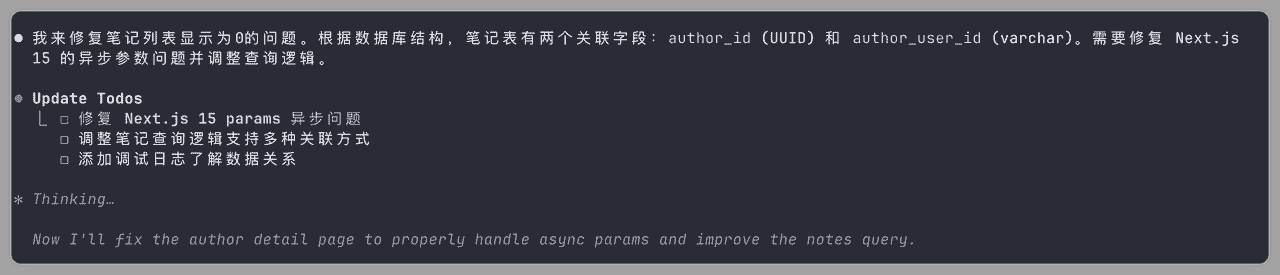 ● 我来修复笔记列表显示为0的问题。根据数据库结构，笔记表有两个关联字段：author_id (UUID) 和 author_user_id (varchar)。需要修复 Next.js
15 的异步参数问题并调整查询逻辑。
Update Todos
☐ 修复 Next.js 15 params 异步问题
☐ 调整笔记查询逻辑支持多种关联方式
☐ 添加调试日志了解数据关系
* Thinking…
Now I'll fix the author detail page to properly handle async params and improve the notes query.